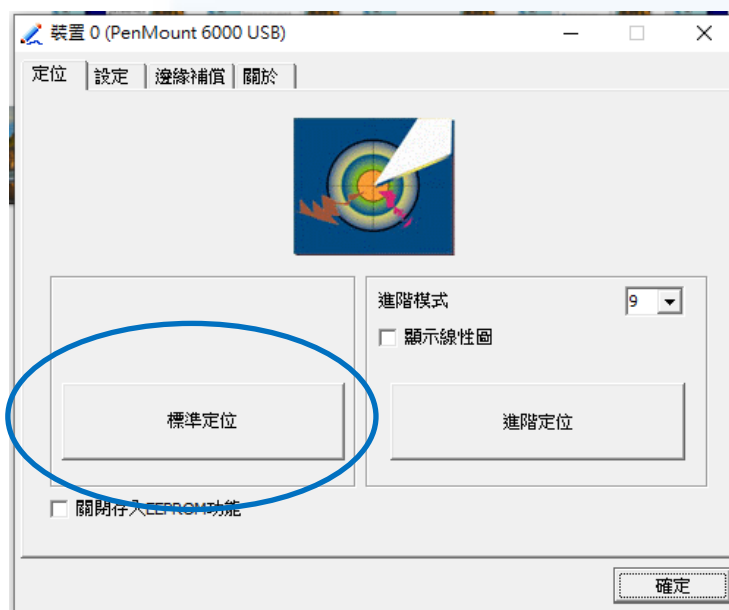 裝置 0 (PenMount 6000 USB)
定位 設定 邊緣補償 關於
進階模式 9
顯示線性圖
標準定位 進階定位
關閉存入EEPROM功能
確定